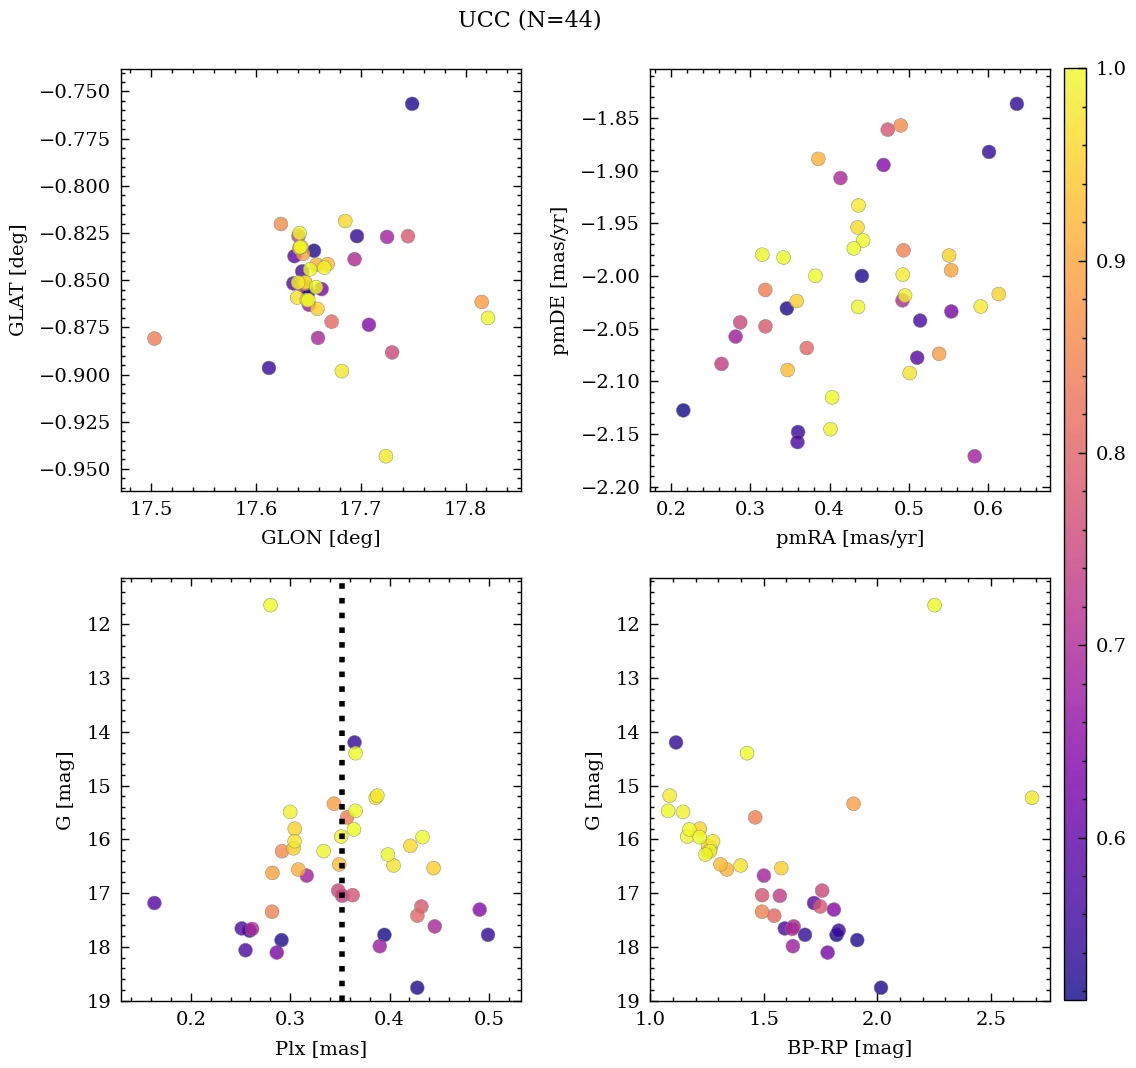 UCC (N=44)
−0.750
−0.775
−0.800
−0.825
−0.850
−0.875
−0.900
−0.925
−0.950
GLAT [deg]
17.5 17.6 17.7 17.8
GLON [deg]
−1.85
−1.90
−1.95
−2.00
−2.05
−2.10
−2.15
−2.20
pmDE [mas/yr]
0.2 0.3 0.4 0.5 0.6
pmRA [mas/yr]
12
13
14
15
16
17
18
19
G [mag]
0.2 0.3 0.4 0.5
Plx [mas]
12
13
14
15
16
17
18
19
G [mag]
1.0 1.5 2.0 2.5
BP-RP [mag]
1.0
0.9
0.8
0.7
0.6